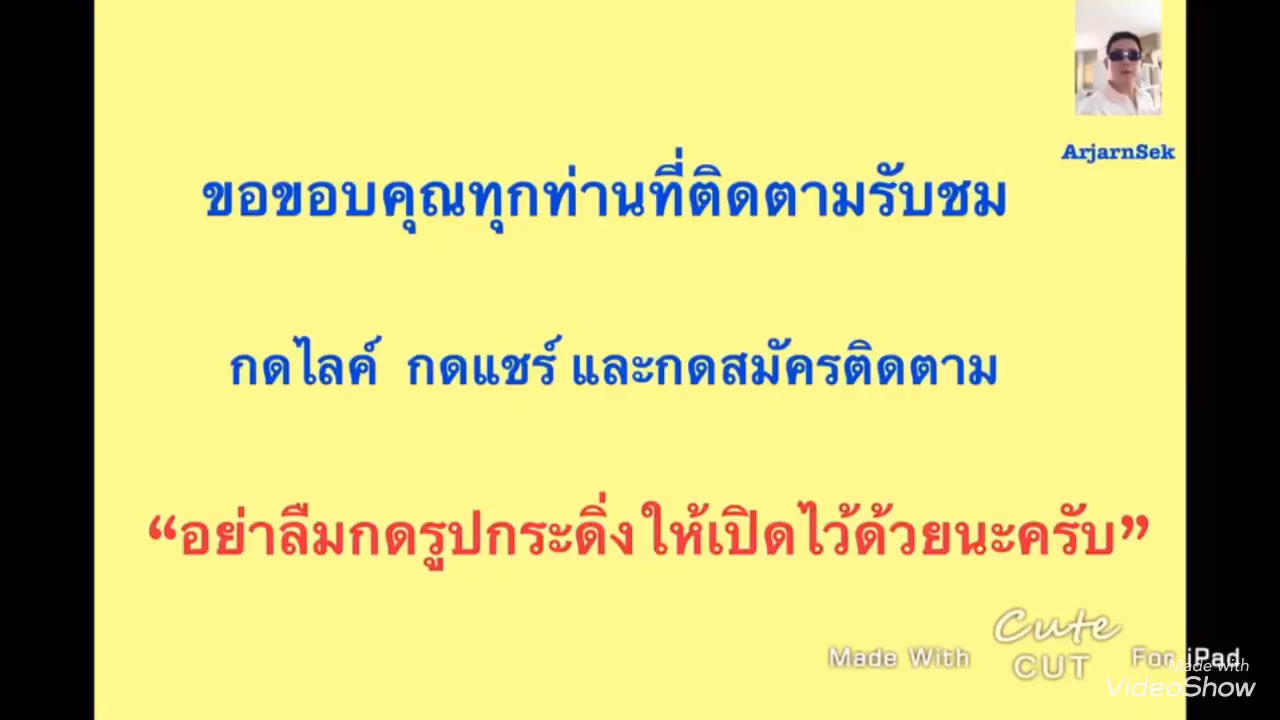 ArjarnSek
ขอขอบคุณทุกท่านที่ติดตามรับชม
กดไลค์ กดแชร์ และกดสมัครติดตาม
“อย่าลืมกดรูปกระดิ่งให้เปิดไว้ด้วยนะครับ”
Made With Cute CUT For iPad
Made with
VideoShow